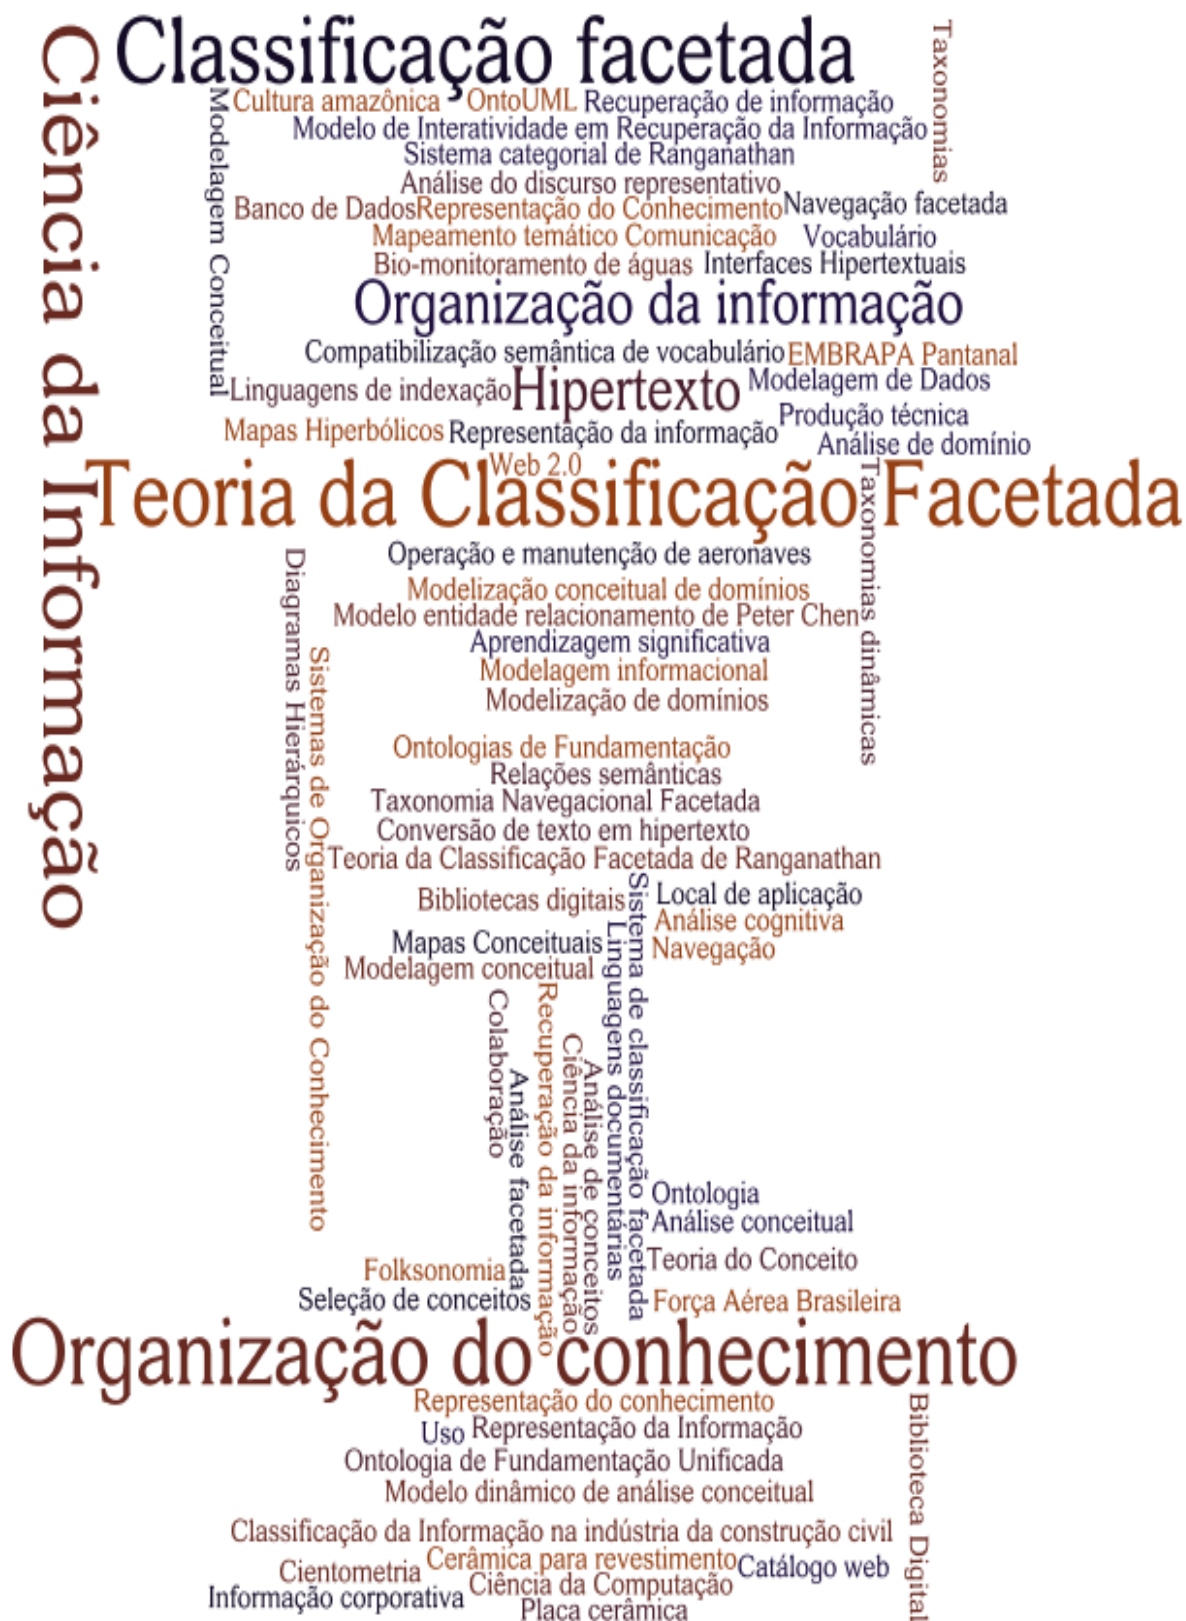 Classificação facetada
Ciência da Informação
Taxonomias
Modelagem Conceitual
Cultura amazônica
OntoUML
Recuperação de informação
Modelo de Interatividade em Recuperação da Informação
Sistema categorial de Ranganathan
Análise do discurso representativo
Banco de Dados
Representação do Conhecimento
Navegação facetada
Mapeamento temático
Comunicação
Vocabulário
Bio-monitoramento de águas
Interfaces Hipertextuais
Organização da informação
Compatibilização semântica de vocabulário
EMBRAPA Pantanal
Linguagens de indexação
Hipertexto
Modelagem de Dados
Produção técnica
Mapas Hiperbólicos
Representação da informação
Análise de domínio
Web 2.0
Teoria da Classificação Facetada
Taxonomias dinâmicas
Operação e manutenção de aeronaves
Diagramas Hierárquicos
Modelização conceitual de domínios
Modelo entidade relacionamento de Peter Chen
Aprendizagem significativa
Sistemas de Organização do Conhecimento
Modelagem informacional
Modelização de domínios
Ontologias de Fundamentação
Relações semânticas
Taxonomia Navegacional Facetada
Conversão de texto em hipertexto
Teoria da Classificação Facetada de Ranganathan
Sistema de classificação facetada
Bibliotecas digitais
Local de aplicação
Análise cognitiva
Linguagens documentárias
Mapas Conceituais
Navegação
Modelagem conceitual
Recuperação da informação
Colaboração
Ciência da informação
Análise de conceitos
Análise facetada
Ontologia
Análise conceitual
Teoria do Conceito
Folksonomia
Seleção de conceitos
Força Aérea Brasileira
Organização do conhecimento
Representação do conhecimento
Biblioteca Digital
Uso
Representação da Informação
Ontologia de Fundamentação Unificada
Modelo dinâmico de análise conceitual
Classificação da Informação na indústria da construção civil
Cientometria
Cerâmica para revestimento
Catálogo web
Informação corporativa
Ciência da Computação
Placa cerâmica